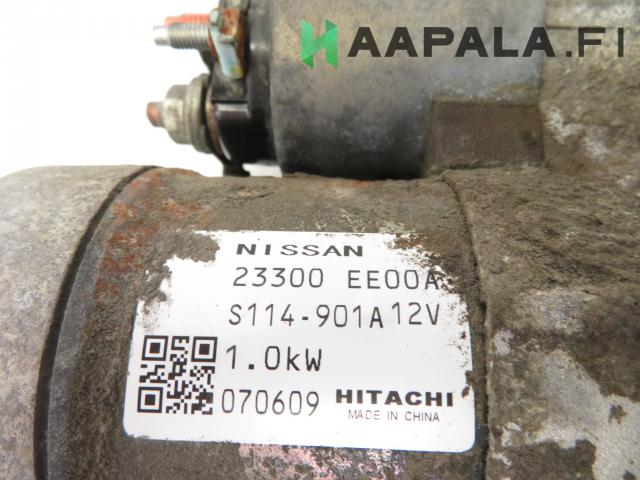 HAAPALA.FI
NISSAN
23300 EE00A
S114-901A 12V
1.0kW
070609 HITACHI
MADE IN CHINA